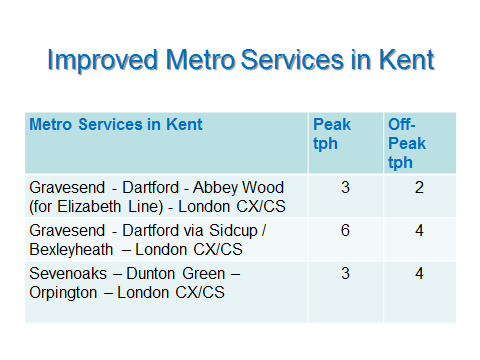 Improved Metro Services in Kent
Metro Services in Kent
Peak
tph
Off-
Peak
tph
Gravesend - Dartford - Abbey Wood
(for Elizabeth Line) - London CX/CS
3
2
Gravesend - Dartford via Sidcup /
Bexleyheath – London CX/CS
6
4
Sevenoaks – Dunton Green –
Orpington – London CX/CS
3
4